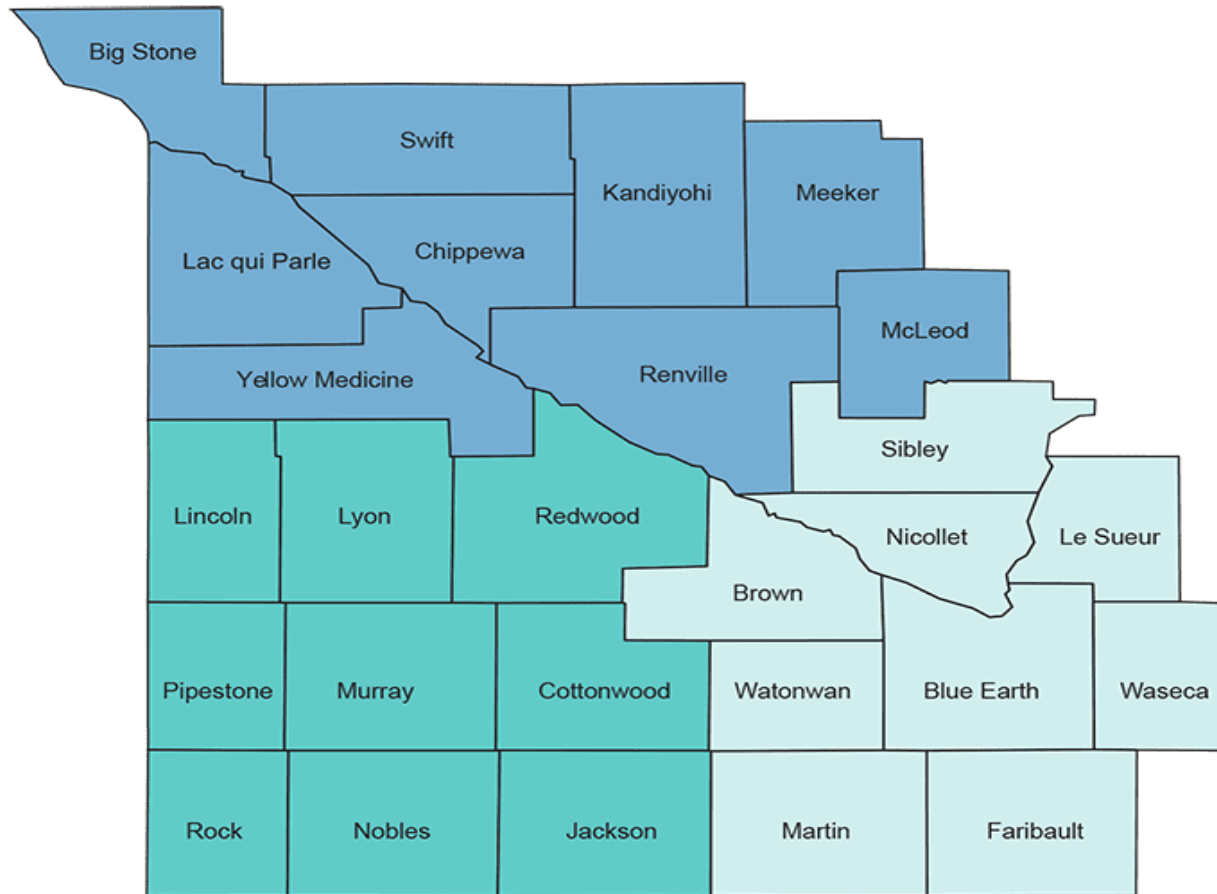 Big Stone
Swift
Kandiyohi
Meeker
Lac qui Parle
Chippewa
McLeod
Yellow Medicine
Renville
Sibley
Lincoln
Lyon
Redwood
Nicollet
Le Sueur
Brown
Pipestone
Murray
Cottonwood
Watonwan
Blue Earth
Waseca
Rock
Nobles
Jackson
Martin
Faribault